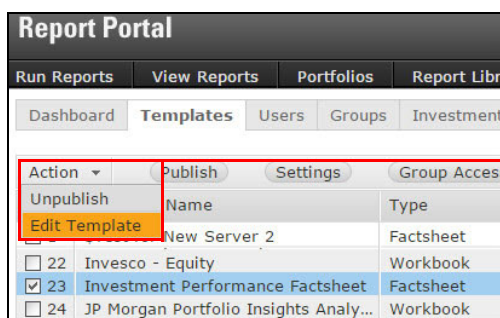 Report Portal
Run Reports View Reports Portfolios Report Libr
Dashboard Templates Users Groups Investment
Action Publish Settings Group Acces
Unpublish Name Type
Edit Template New Server 2 Factsheet
22 Invesco - Equity Workbook
23 Investment Performance Factsheet Factsheet
24 JP Morgan Portfolio Insights Analy... Workbook